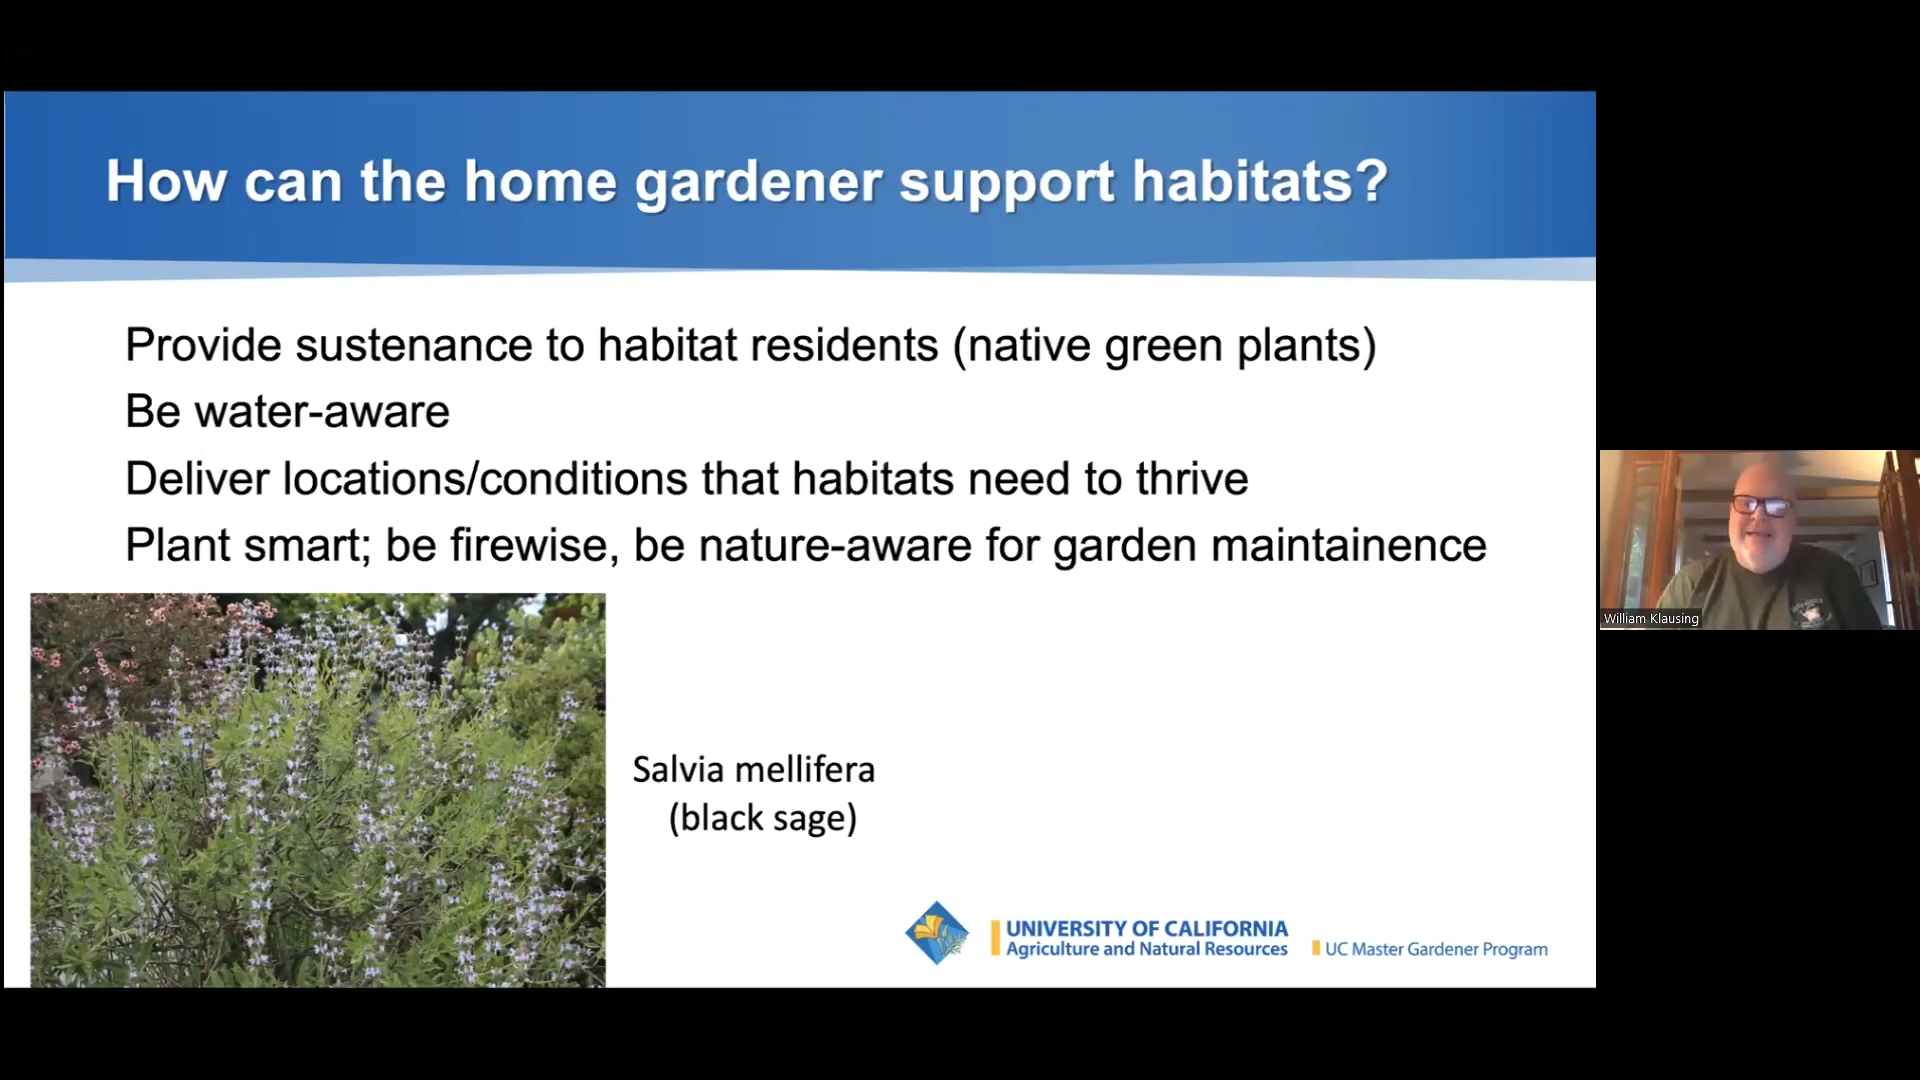 How can the home gardener support habitats?
Provide sustenance to habitat residents (native green plants)
Be water-aware
Deliver locations/conditions that habitats need to thrive
Plant smart; be firewise, be nature-aware for garden maintainence
Salvia mellifera
(black sage)
UNIVERSITY OF CALIFORNIA
Agriculture and Natural Resources
UC Master Gardener Program
William Klausing